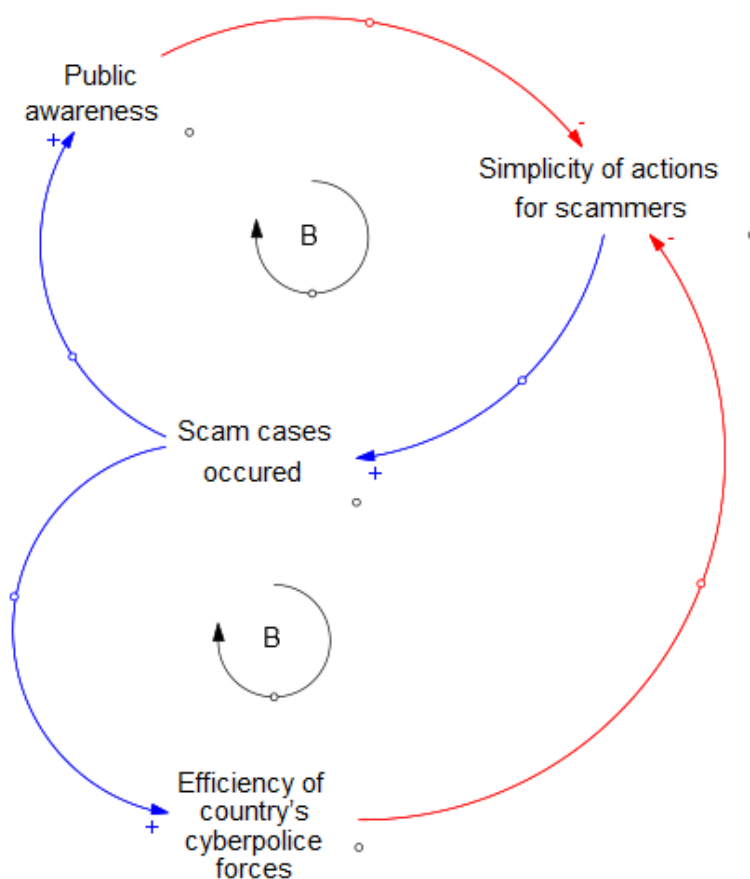 Public
awareness
+
-
Simplicity of actions
for scammers
-
B
Scam cases
occured
+
B
Efficiency of
country's
cyberpolice
forces
+